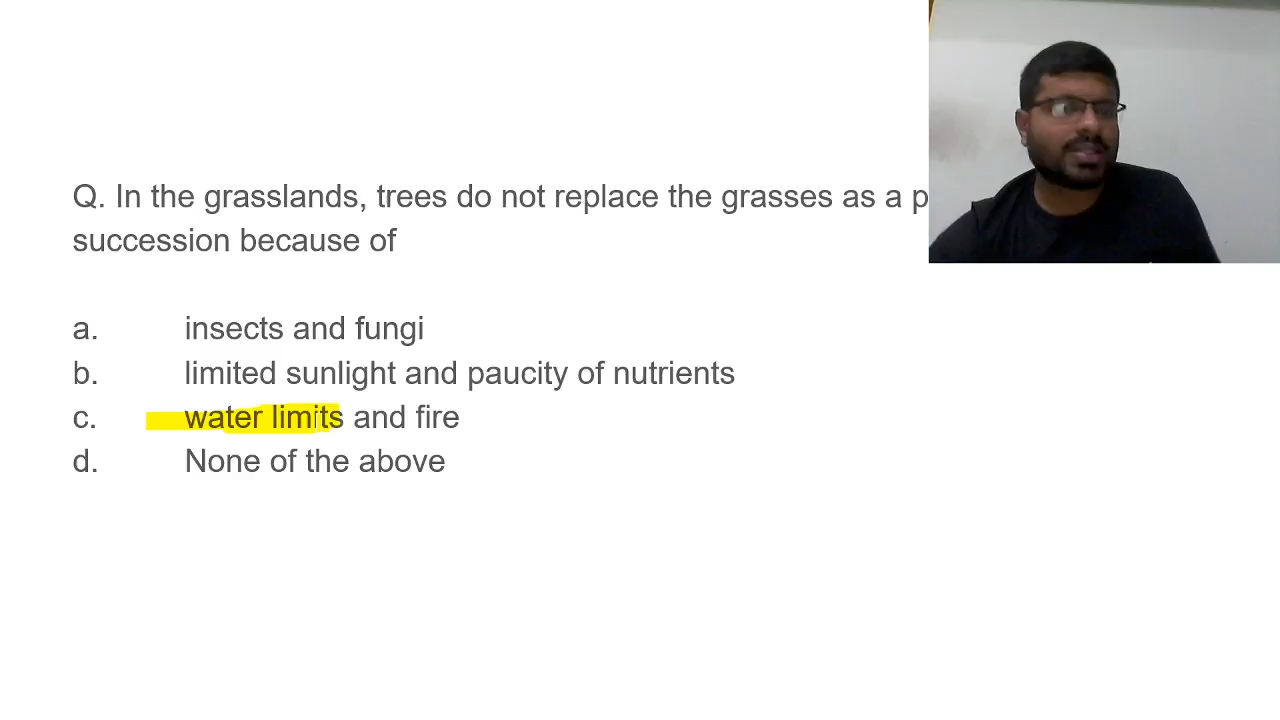 Q. In the grasslands, trees do not replace the grasses as a
succession because of
a. insects and fungi
b. limited sunlight and paucity of nutrients
c. water limits and fire
d. None of the above